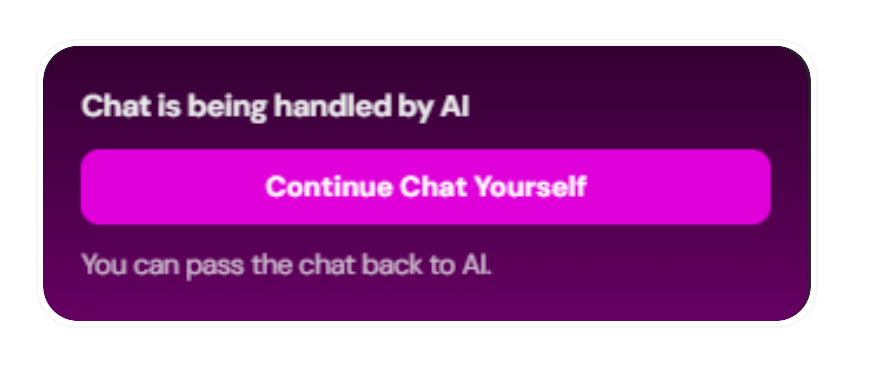 Chat is being handled by AI
Continue Chat Yourself
You can pass the chat back to AI.